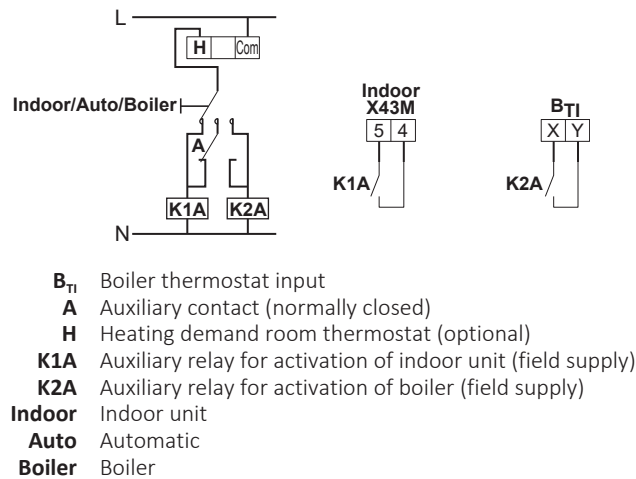 L
H Com
Indoor/Auto/Boiler
A
K1A K2A
N
Indoor
X43M
5 4
K1A
BTI
X Y
K2A
BTI Boiler thermostat input
A Auxiliary contact (normally closed)
H Heating demand room thermostat (optional)
K1A Auxiliary relay for activation of indoor unit (field supply)
K2A Auxiliary relay for activation of boiler (field supply)
Indoor Indoor unit
Auto Automatic
Boiler Boiler